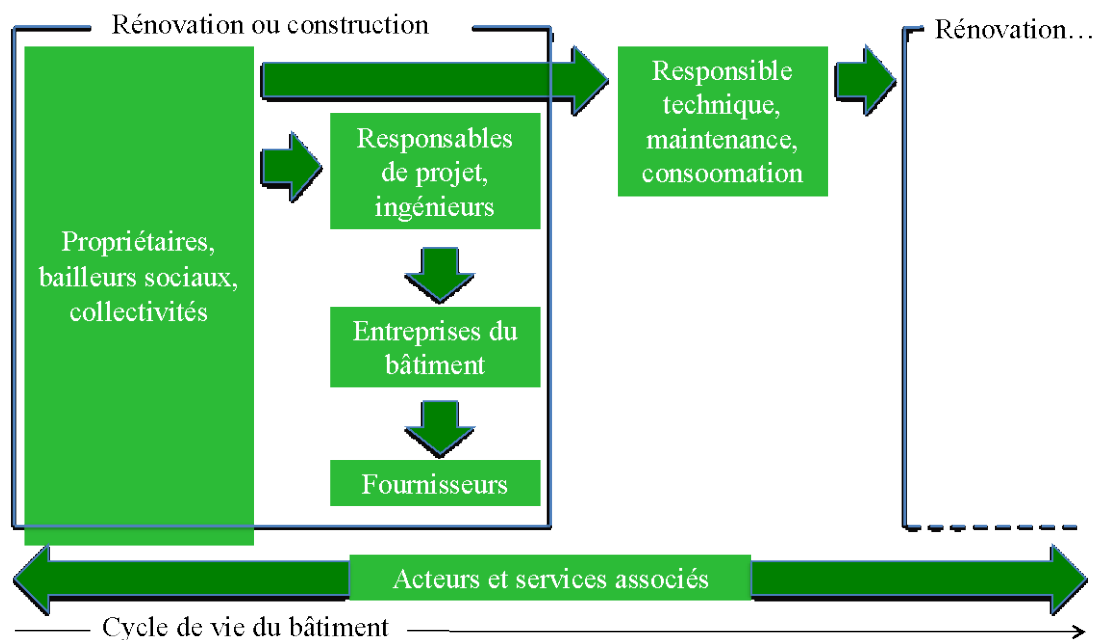 Rénovation ou construction
Rénovation…
Responsible
technique,
maintenance,
consoomation
Responsables
de projet,
ingénieurs
Propriétaires,
bailleurs sociaux,
collectivités
Entreprises du
bâtiment
Fournisseurs
Acteurs et services associés
Cycle de vie du bâtiment